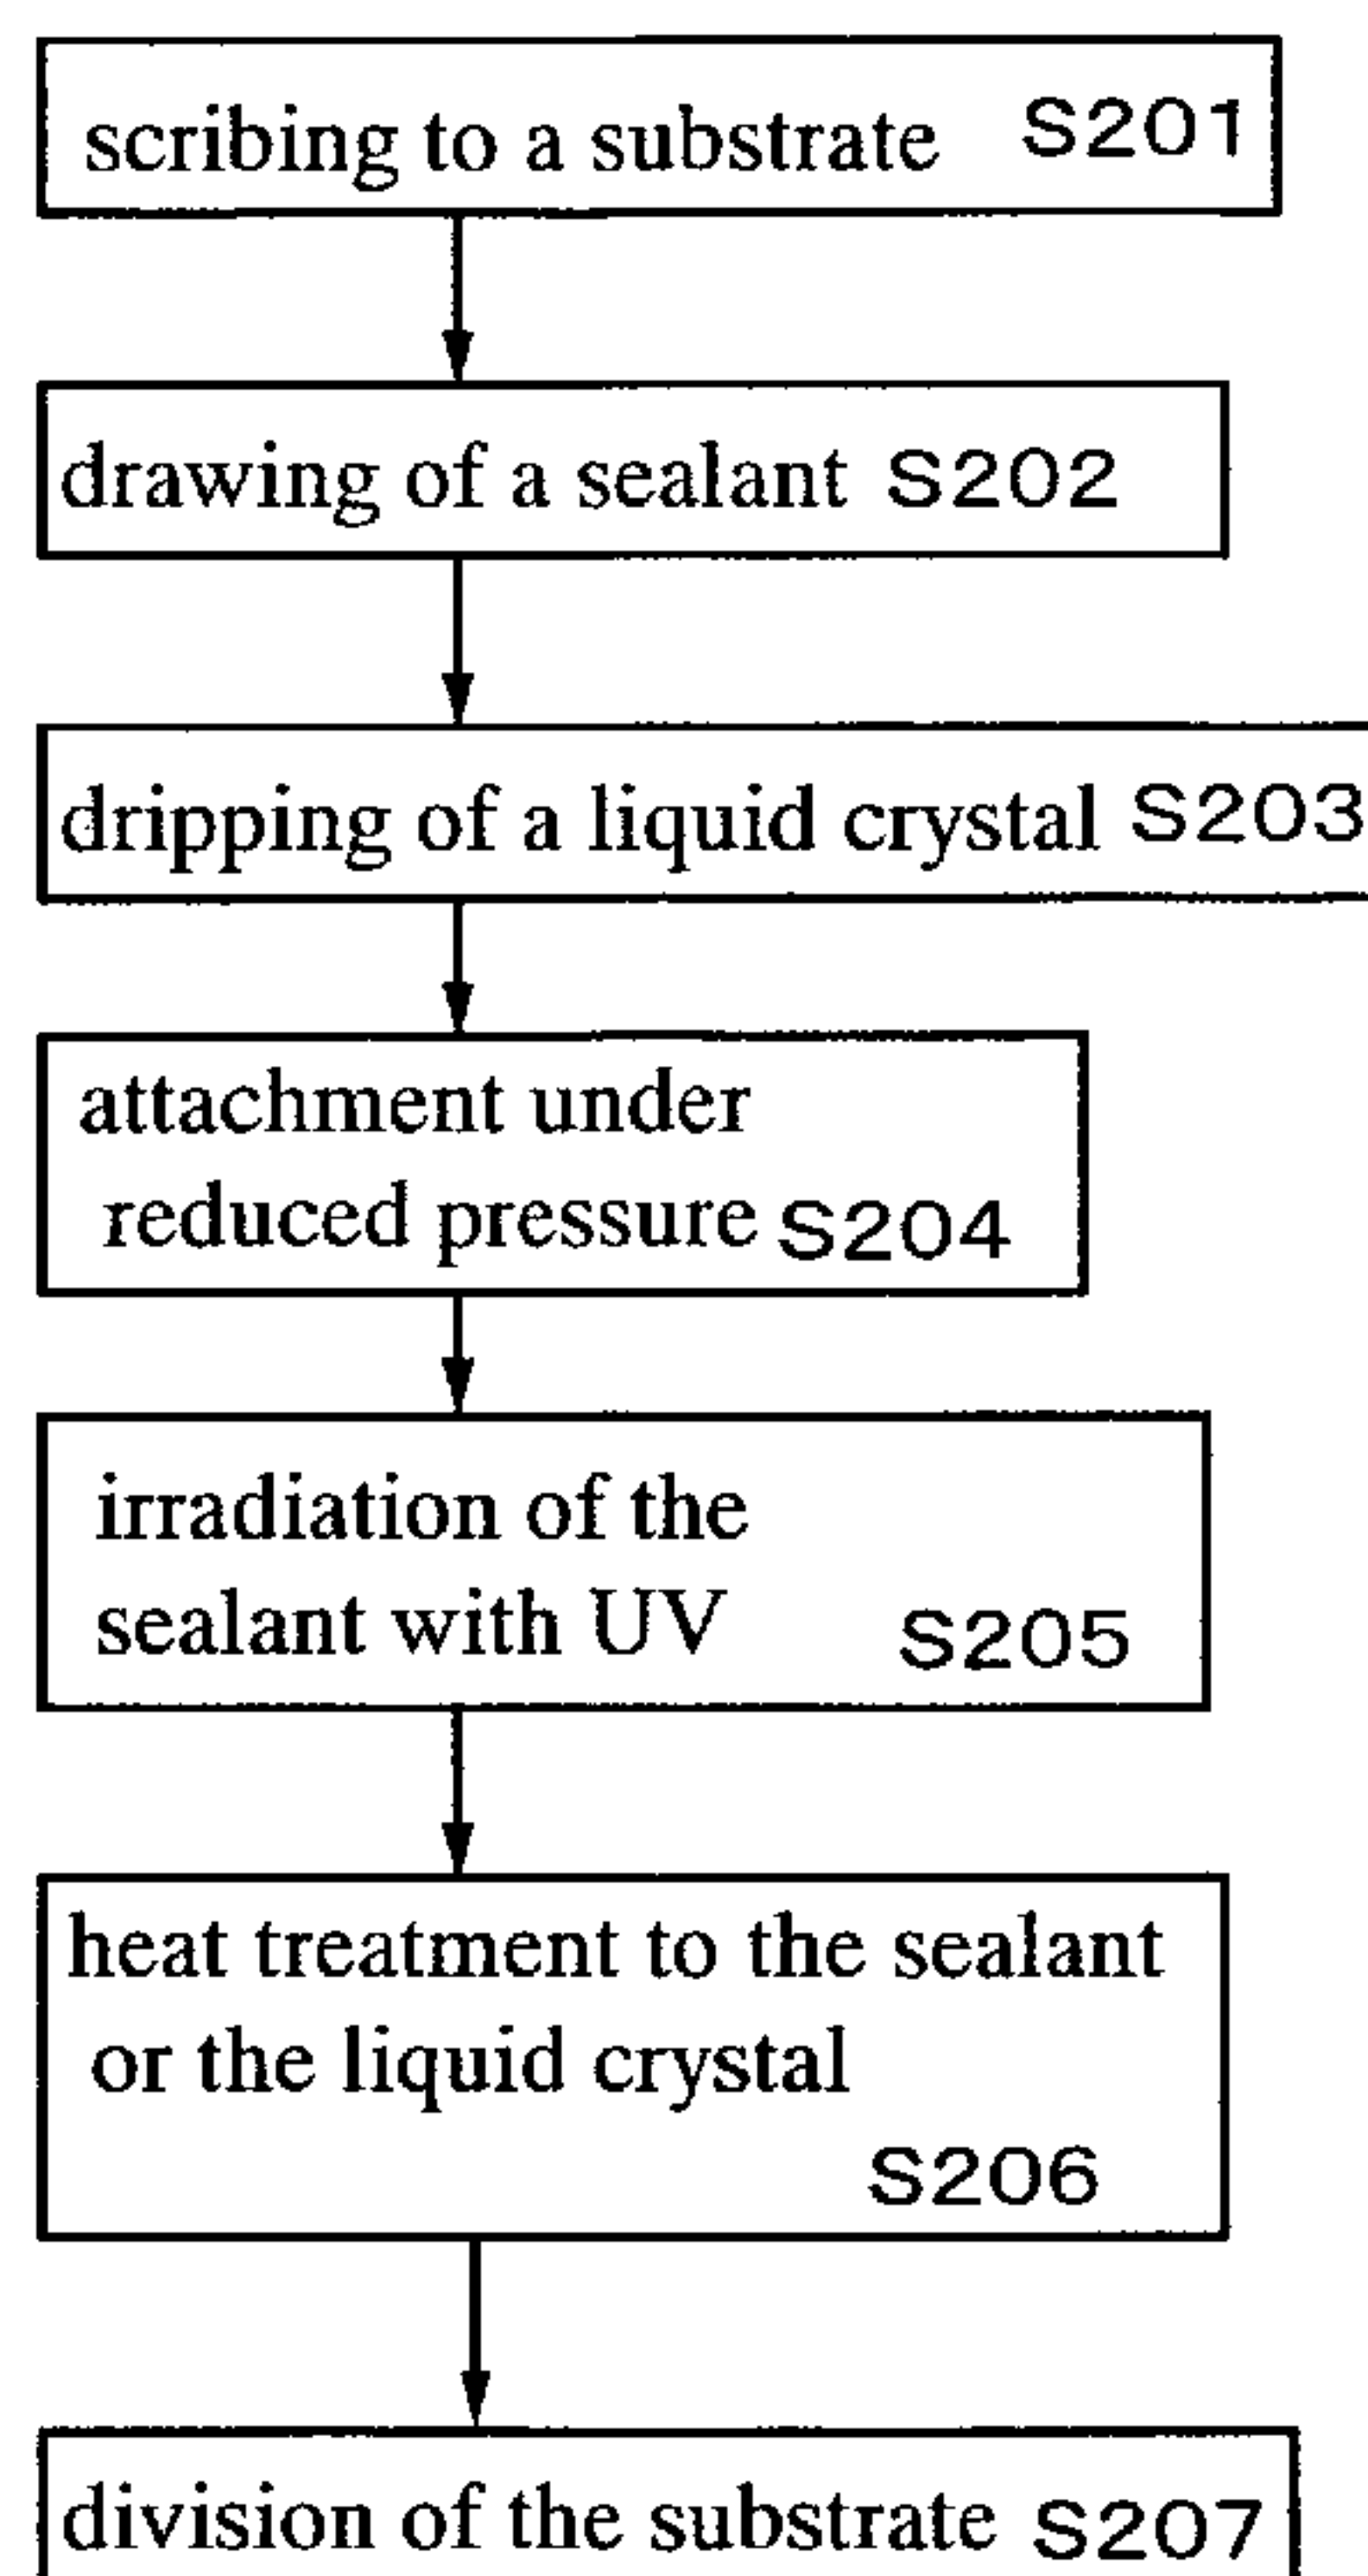 scribing to a substrate S201
drawing of a sealant S202
dripping of a liquid crystal S203
attachment under
reduced pressure S204
irradiation of the
sealant with UV S205
heat treatment to the sealant
or the liquid crystal
S206
division of the substrate S207